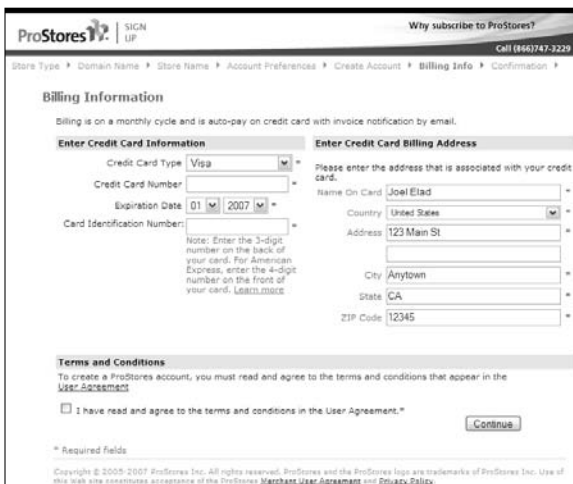 ProStores
SIGN UP
Why subscribe to ProStores?
Call (866)747-3229
Store Type Domain Name Store Name Account Preferences Create Account Billing Info Confirmation
Billing Information
Billing is on a monthly cycle and is auto-pay on credit card with invoice notification by email.
Enter Credit Card Information
Credit Card Type Visa *
Credit Card Number *
Expiration Date 01 2007 *
Card Identification Number: *
Note: Enter the 3-digit
number on the back of
your card. For American
Express, enter the 4-digit
number on the front of
your card. Learn more
Enter Credit Card Billing Address
Please enter the address that is associated with your credit
card.
Name On Card Joel Elad *
Country United States *
Address 123 Main St *
City Anytown *
State CA *
ZIP Code 12345 *
Terms and Conditions
To create a ProStores account, you must read and agree to the terms and conditions that appear in the
User Agreement
I have read and agree to the terms and conditions in the User Agreement.*
Continue
* Required fields
Copyright © 2005-2007 ProStores Inc. All rights reserved. ProStores and the ProStores logo are trademarks of ProStores Inc. Use of
this Web site constitutes acceptance of the ProStores Merchant User Agreement and Privacy Policy.